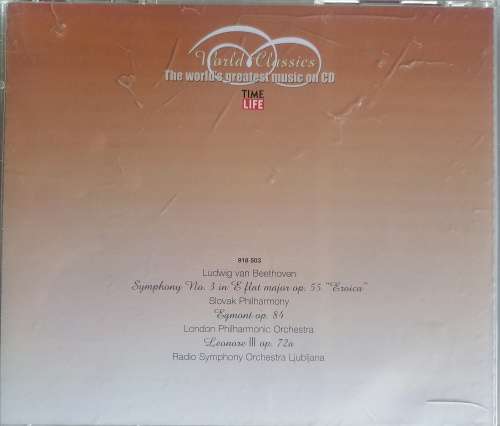 World Classics
The world's greatest music on CD
TIME
LIFE
918-503
Ludwig van Beethoven
Symphony No. 3 in E flat major op. 55 "Eroica"
Slovak Philharmony
Egmont op. 84
London Philharmonic Orchestra
Leonore III op. 72a
Radio Symphony Orchestra Ljubljana